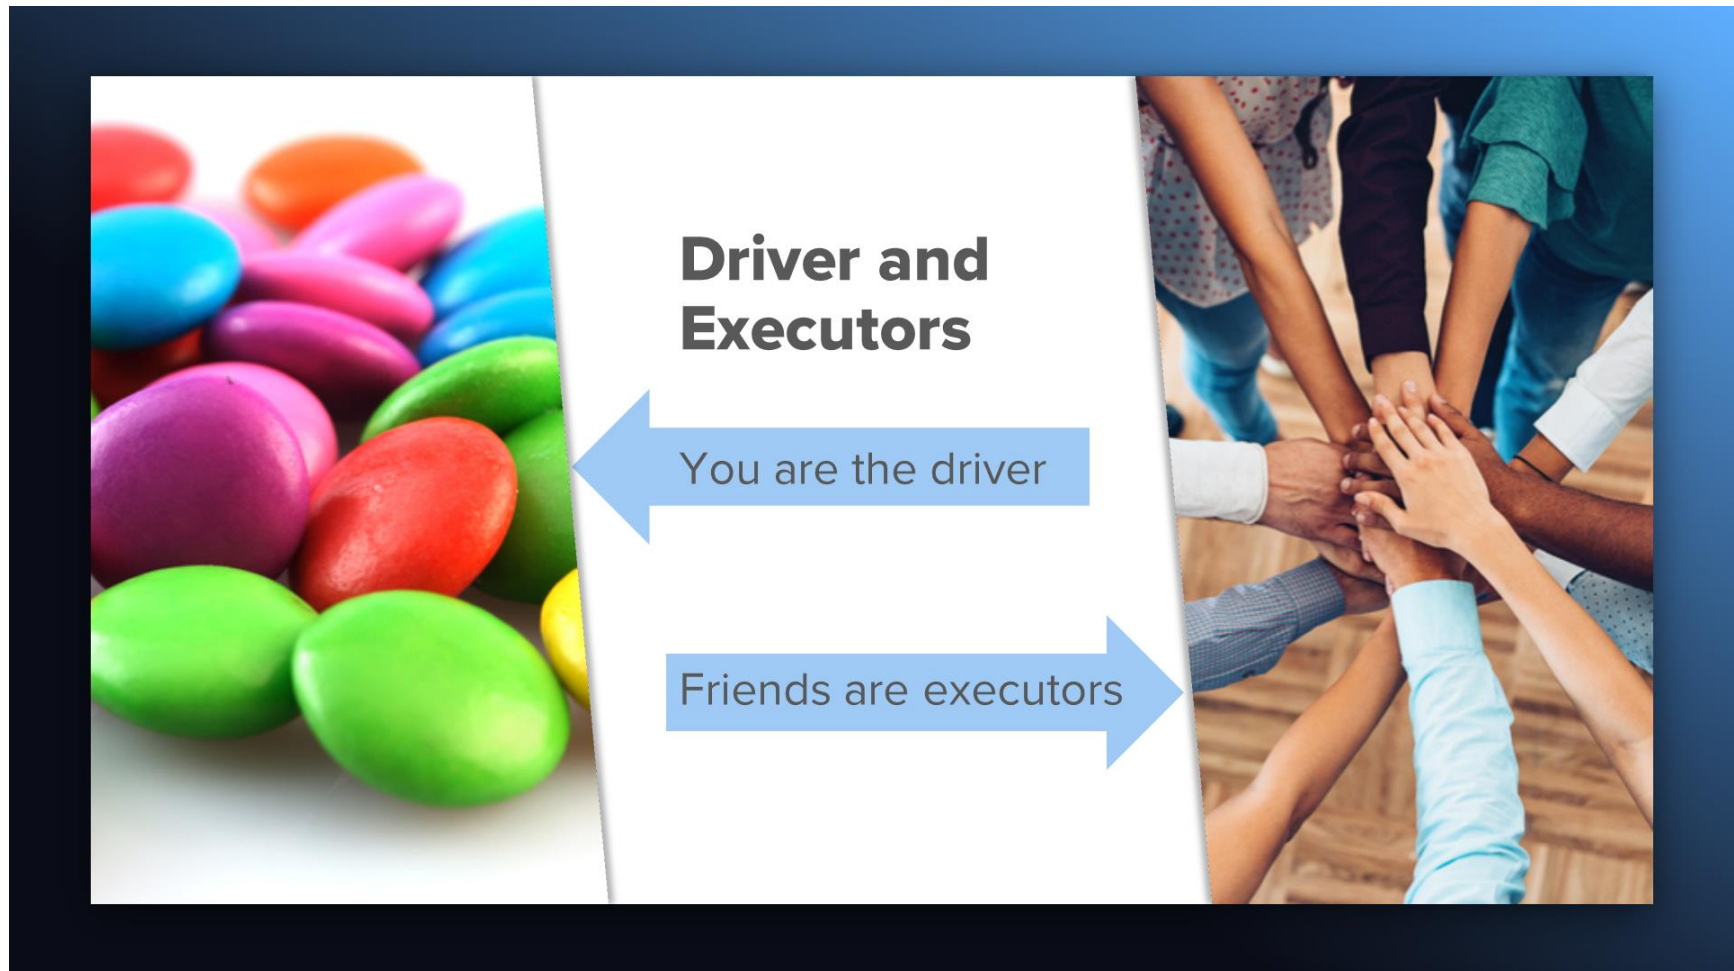 Driver and
Executors
You are the driver
Friends are executors